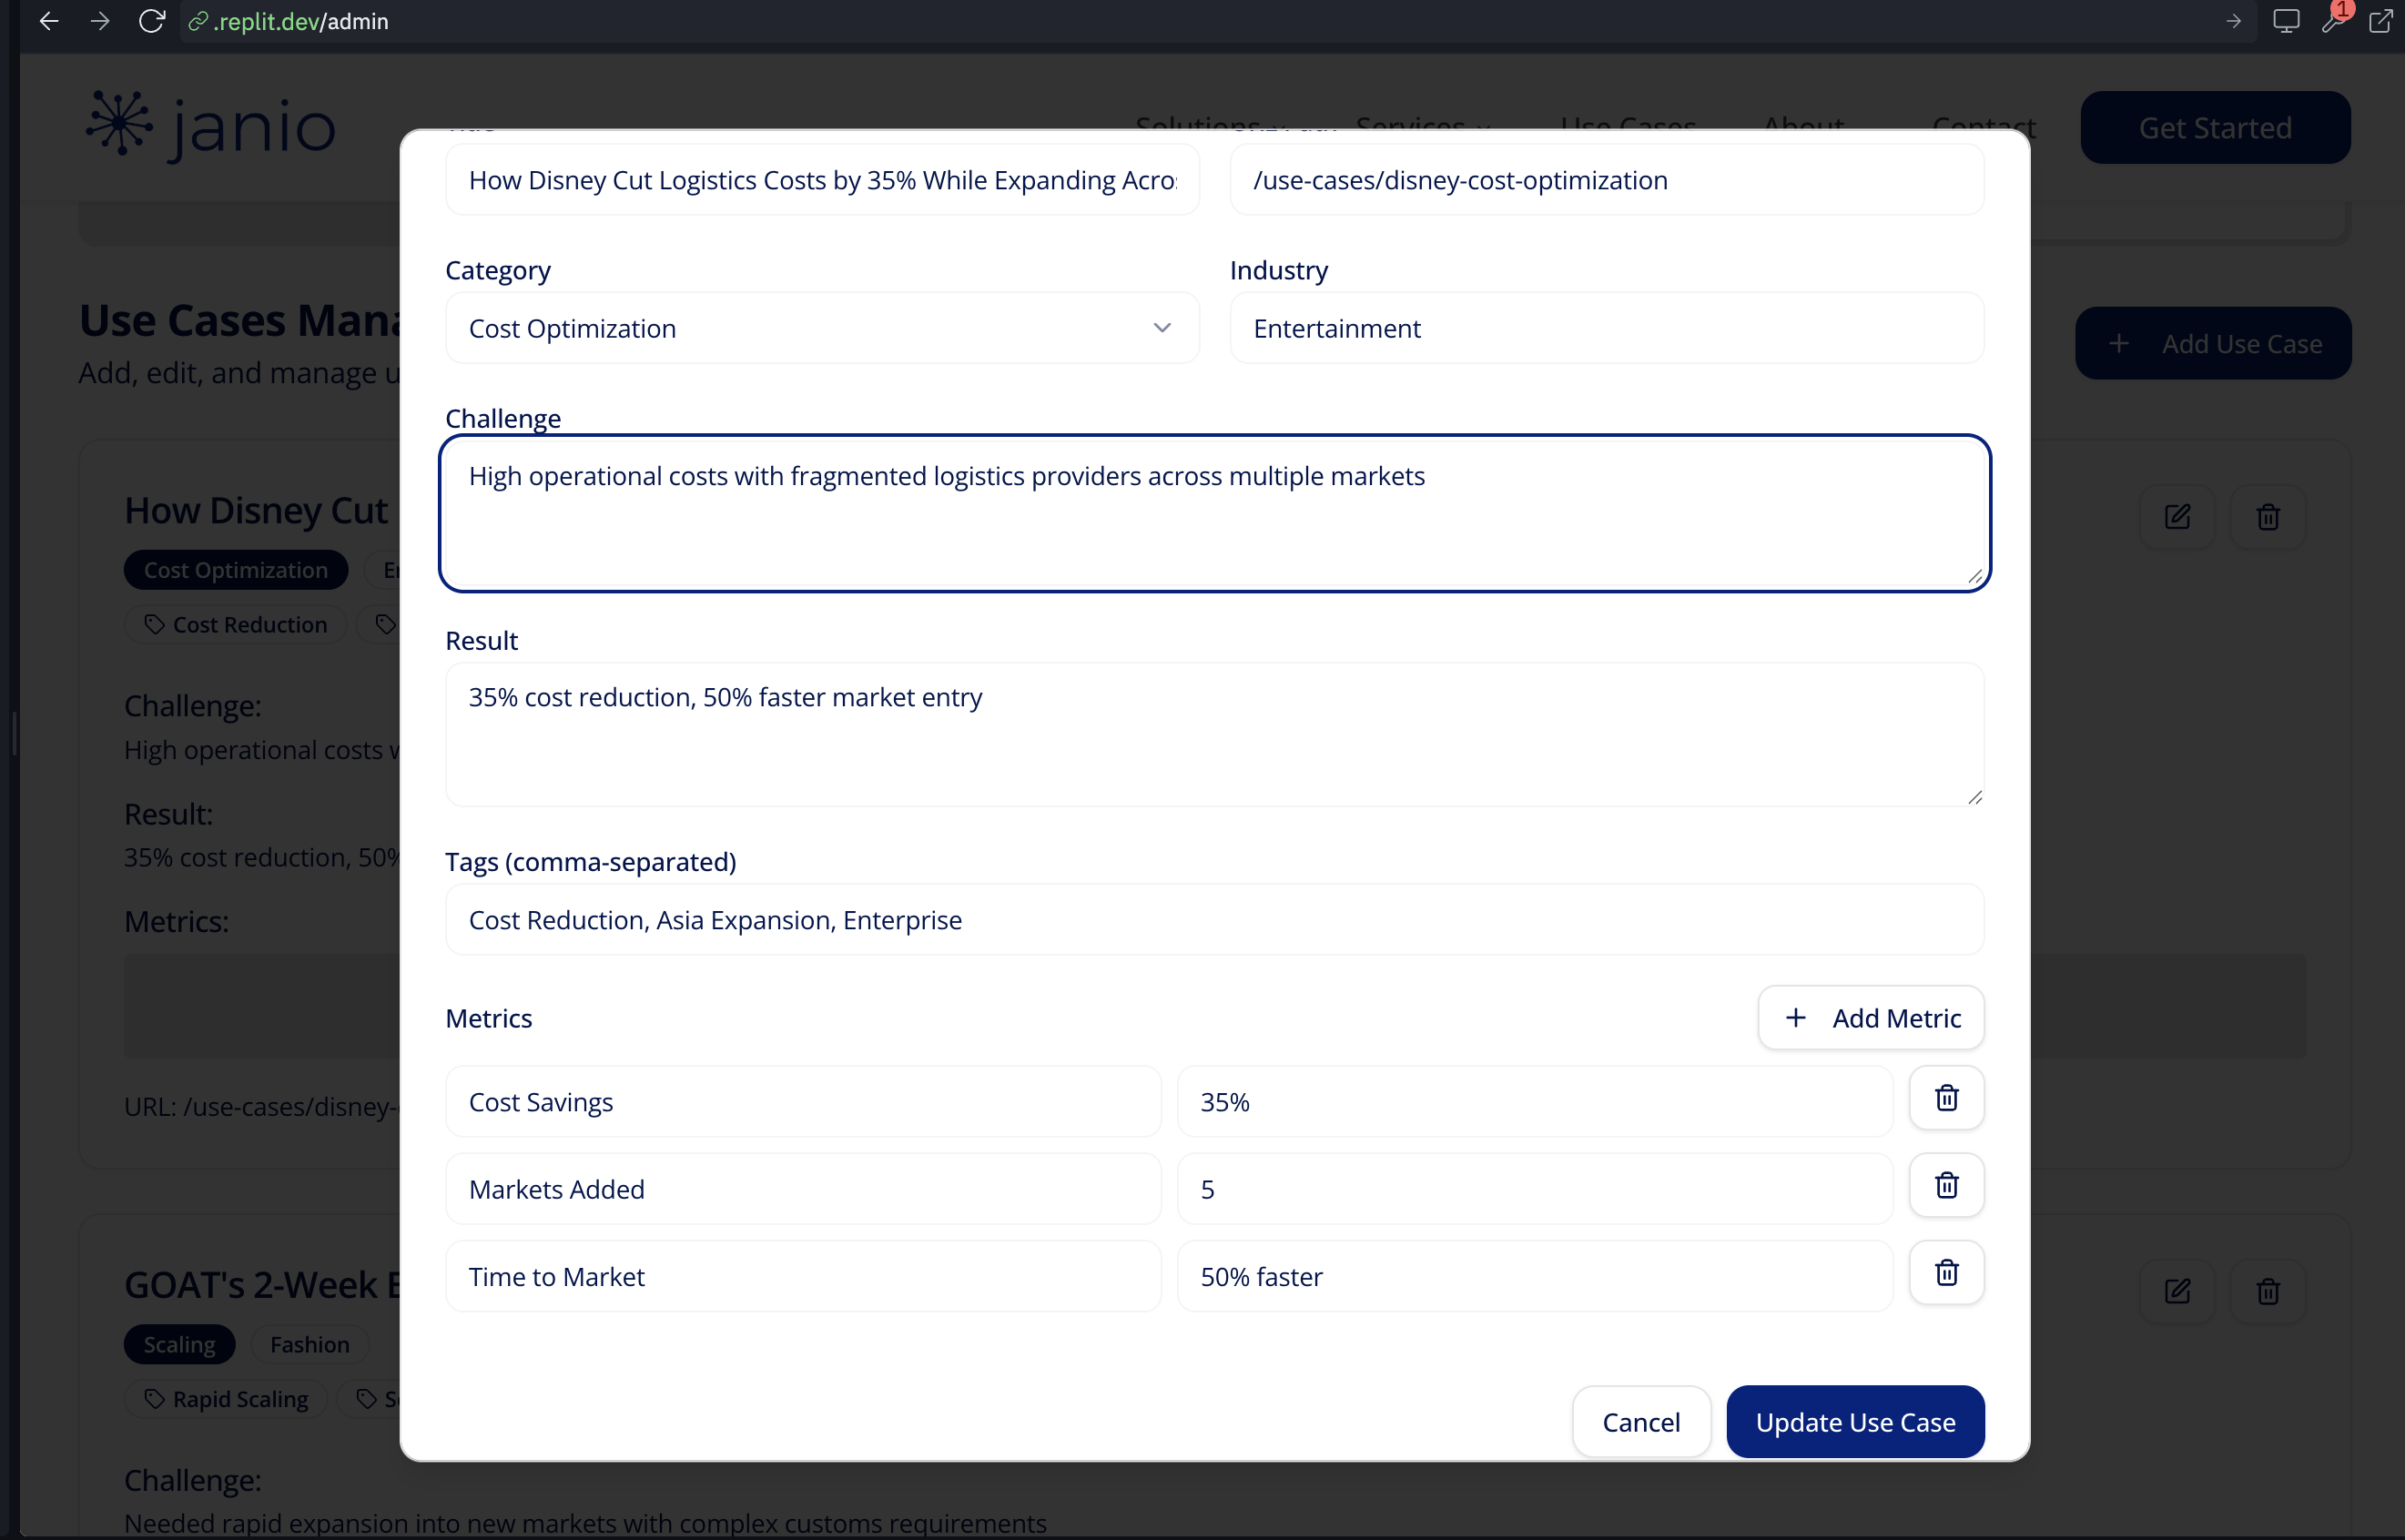 .replit.dev/admin
1
janio
Solutions
Services
Use Cases
About
Contact
Get Started
How Disney Cut Logistics Costs by 35% While Expanding Acro
/use-cases/disney-cost-optimization
Category
Industry
Cost Optimization
Entertainment
Challenge
High operational costs with fragmented logistics providers across multiple markets
Result
35% cost reduction, 50% faster market entry
Tags (comma-separated)
Cost Reduction, Asia Expansion, Enterprise
Metrics
+ Add Metric
Cost Savings
35%
Markets Added
5
Time to Market
50% faster
Cancel
Update Use Case
Use Cases Mana
Add, edit, and manage u
+ Add Use Case
How Disney Cut
Cost Optimization
Cost Reduction
Challenge:
High operational costs
Result:
35% cost reduction, 50%
Metrics:
URL: /use-cases/disney-
GOAT's 2-Week
Scaling
Fashion
Rapid Scaling
Challenge:
Needed rapid expansion into new markets with complex customs requirements